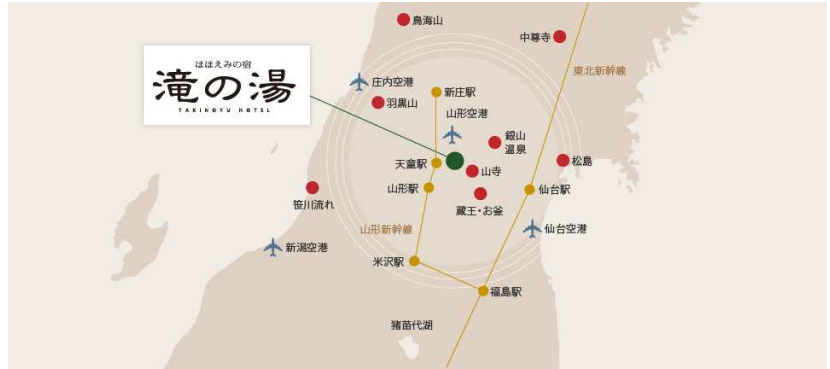 鳥海山
中尊寺
ほほえみの宿
滝の湯
TAKINOYU HOTEL
東北新幹線
庄内空港
新庄駅
羽黒山
山形空港
銀山
温泉
天童駅
山寺
松島
山形駅
仙台駅
笹川流れ
蔵王・お釜
山形新幹線
仙台空港
新潟空港
米沢駅
福島駅
猪苗代湖